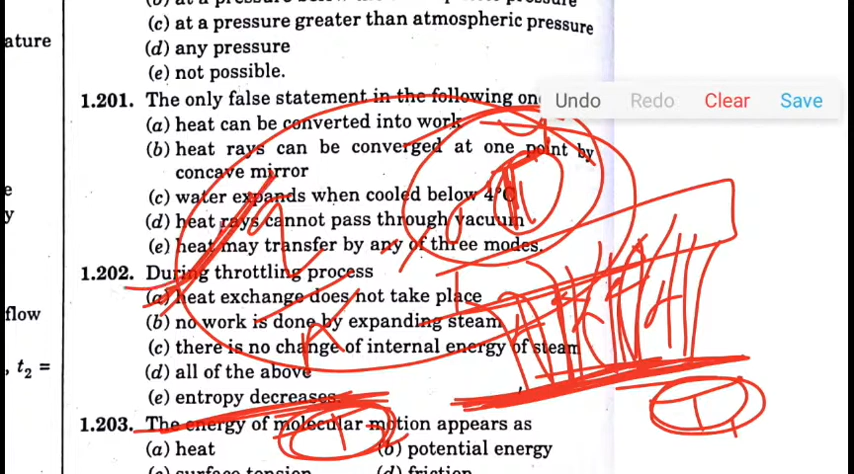 (c) at a pressure greater than atmospheric pressure
ature
(d) any pressure
(e) not possible.
1.201. The only false statement in the following
Undo Redo Clear Save
(a) heat can be converted into work
(b) heat rays can be converged at one point by
concave mirror
e
(c) water expands when cooled below 4°C
y
(d) heat rays cannot pass through vacuum
(e) heat may transfer by any of three modes.
1.202. During throttling process
(a) heat exchange does not take place
flow
(b) no work is done by expanding steam
(c) there is no change of internal energy of steam
, t₂ =
(d) all of the above
(e) entropy decreases.
1.203. The energy of molecular motion appears as
(a) heat (b) potential energy
(d) friction